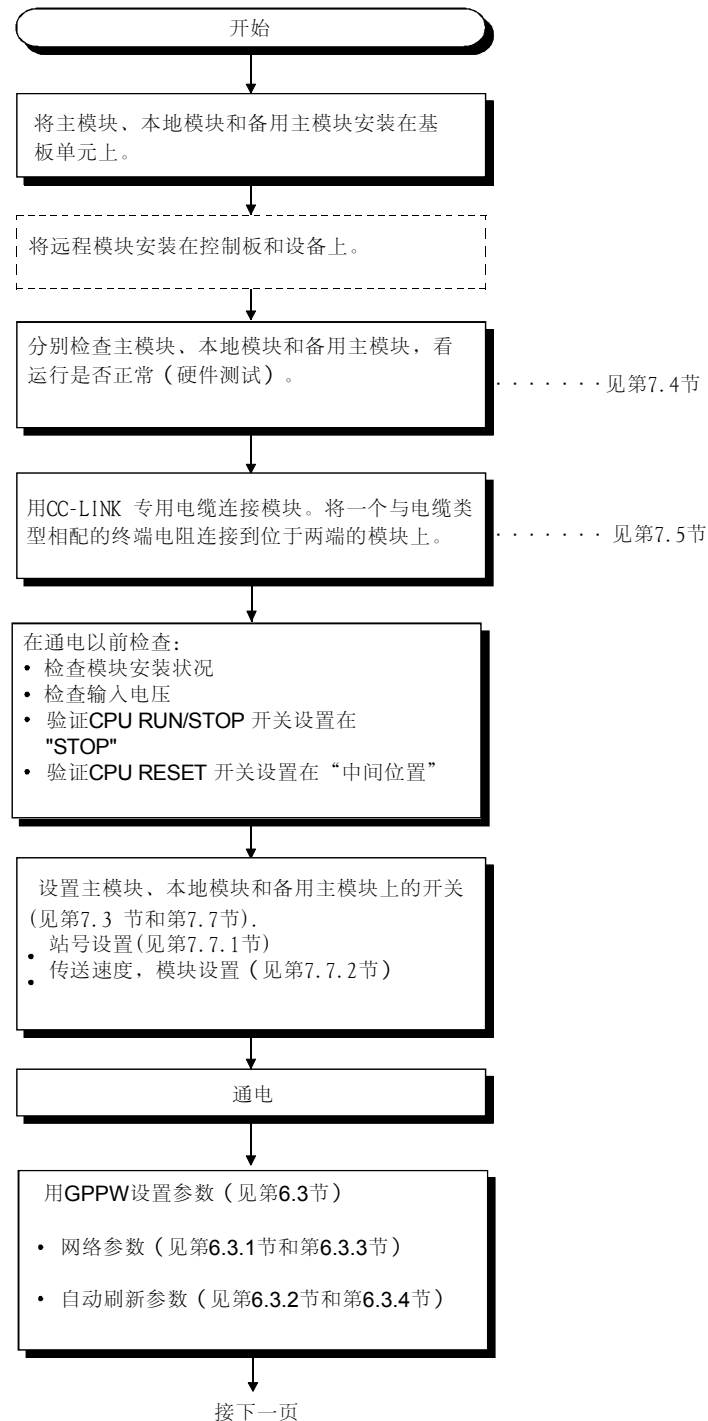 开始
将主模块、本地模块和备用主模块安装在基
板单元上。
将远程模块安装在控制板和设备上。
分别检查主模块、本地模块和备用主模块，看
运行是否正常（硬件测试）。
·······见第7.4节
用CC-LINK 专用电缆连接模块。将一个与电缆类
型相配的终端电阻连接到位于两端的模块上。
······· 见第7.5节
在通电以前检查：
• 检查模块安装状况
• 检查输入电压
• 验证CPU RUN/STOP 开关设置在
"STOP"
• 验证CPU RESET 开关设置在“中间位置”
设置主模块、本地模块和备用主模块上的开关
(见第7.3 节和第7.7节).
• 站号设置(见第7.7.1节)
• 传送速度，模块设置（见第7.7.2节）
通电
用GPPW设置参数（见第6.3节）
• 网络参数（见第6.3.1节和第6.3.3节）
• 自动刷新参数（见第6.3.2节和第6.3.4节）
接下一页